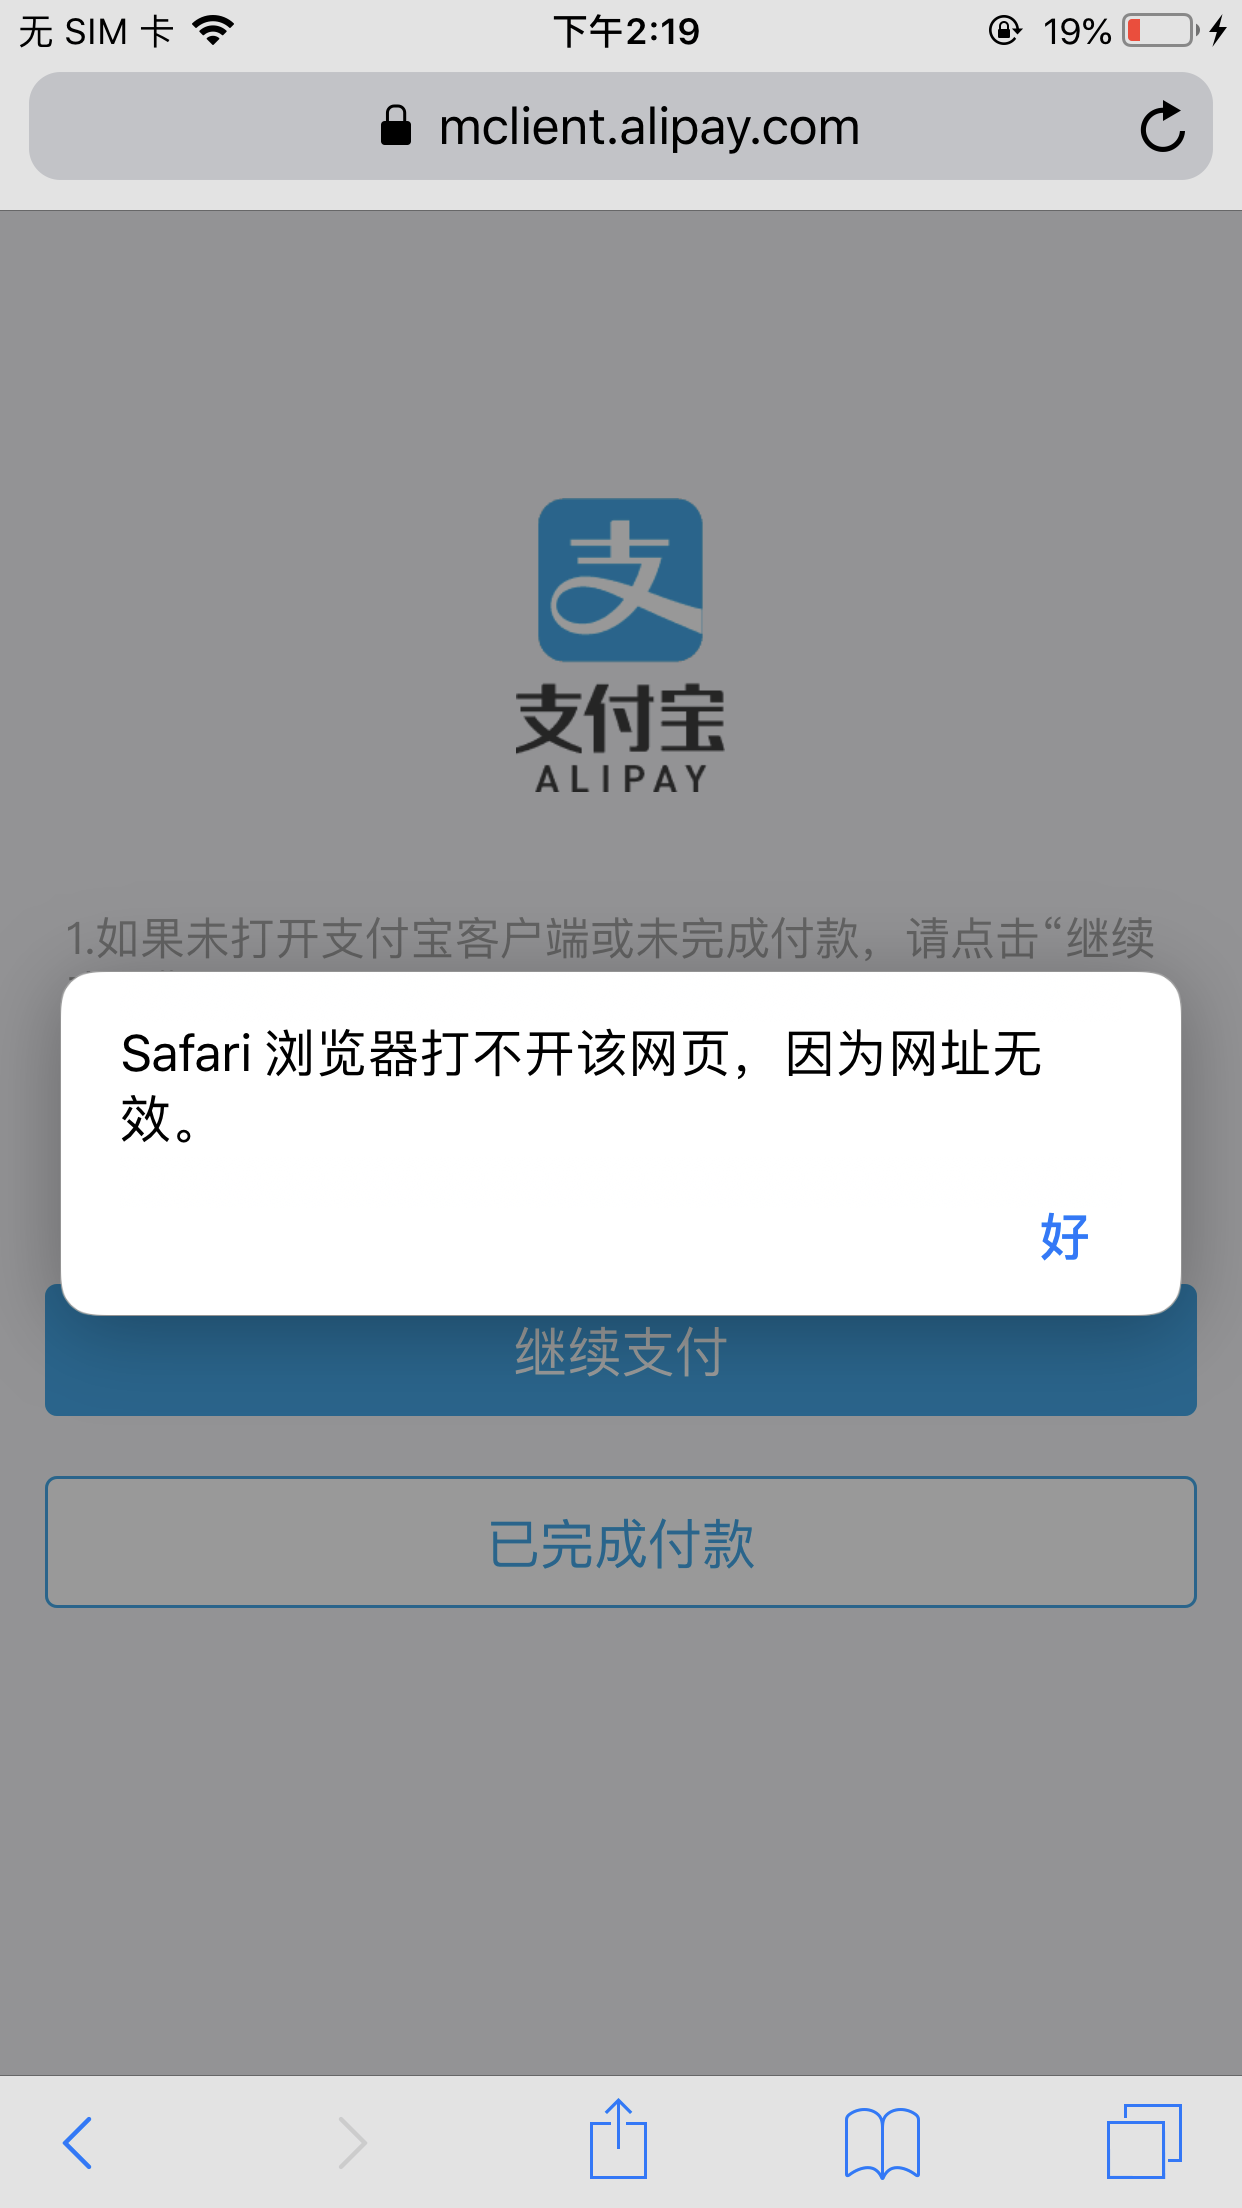 无 SIM 卡
下午2:19
19%
mclient.alipay.com
支
支付宝
ALIPAY
1.如果未打开支付宝客户端或未完成付款，请点击“继续
Safari 浏览器打不开该网页，因为网址无
效。
好
继续支付
已完成付款